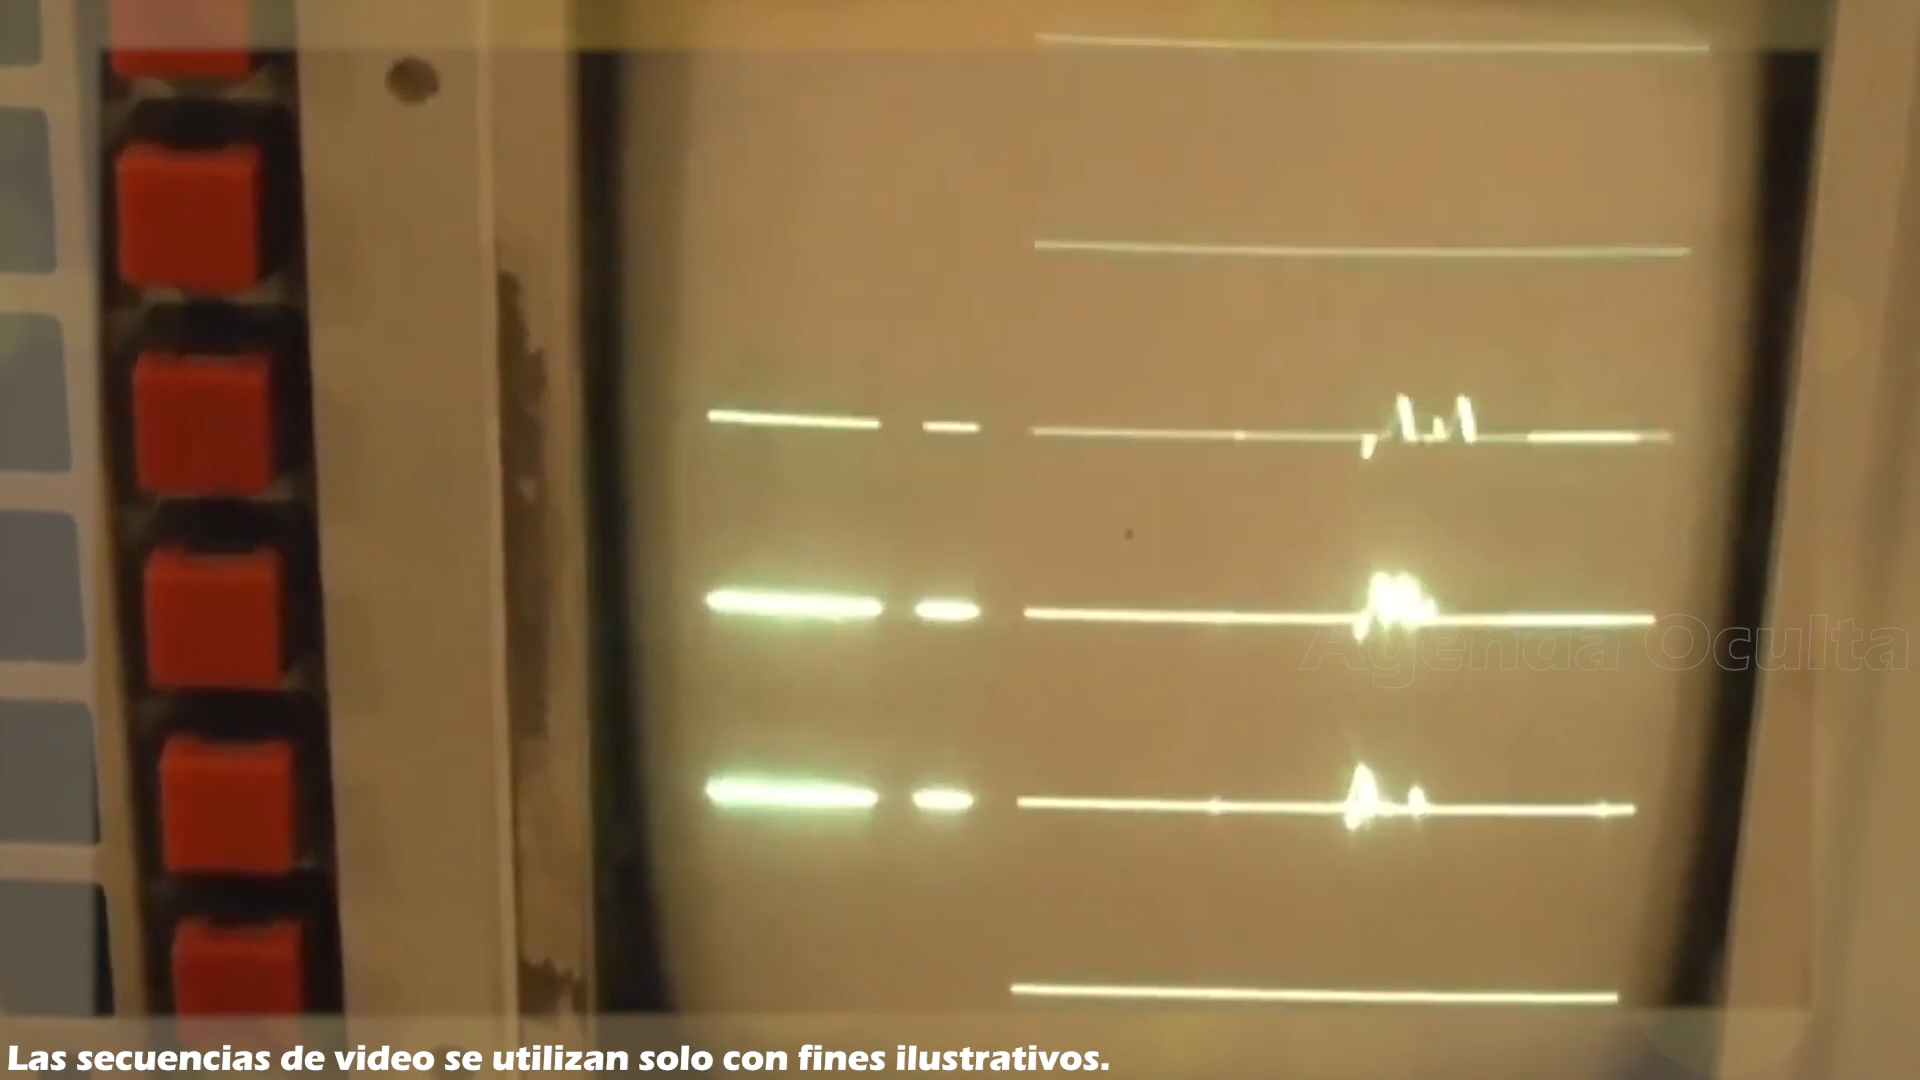 Agenda Oculta
Las secuencias de video se utilizan solo con fines ilustrativos.